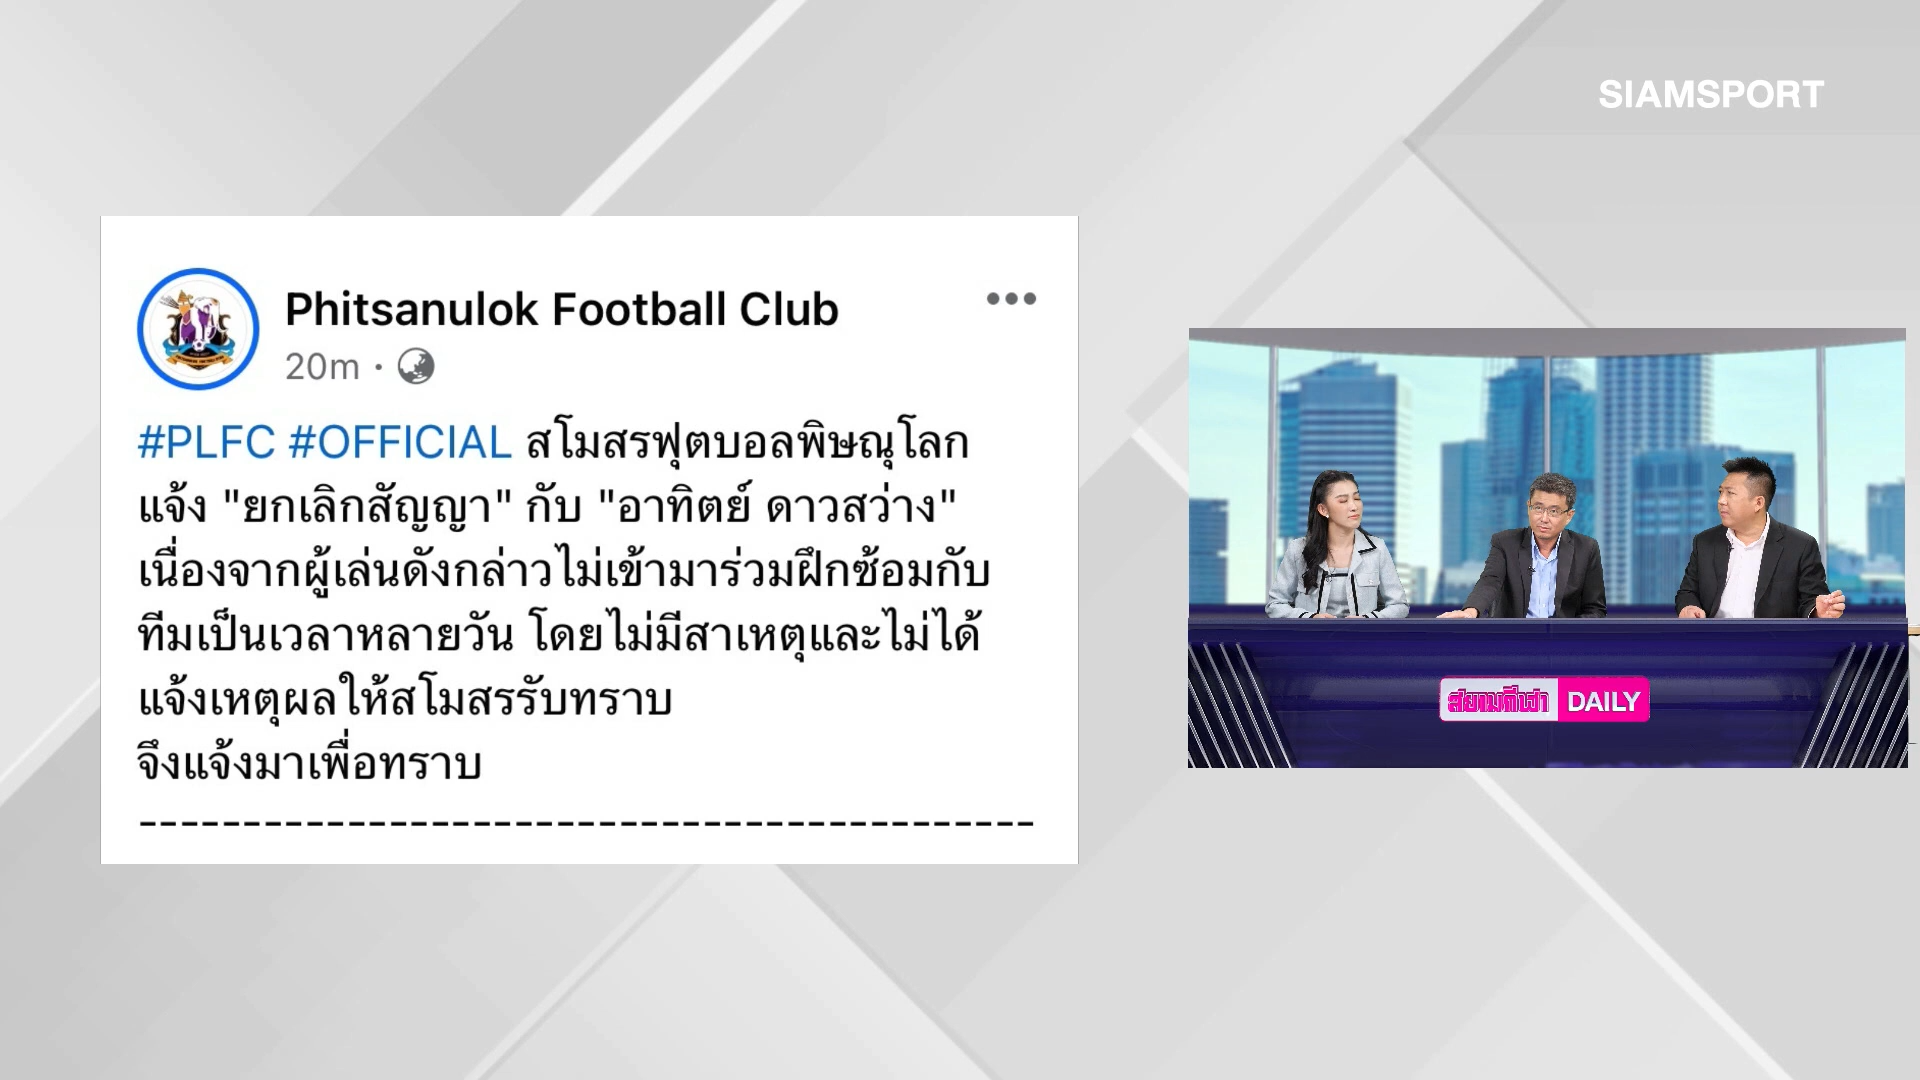 SIAMSPORT
Phitsanulok Football Club
20m
#PLFC #OFFICIAL สโมสรฟุตบอลพิษณุโลก
แจ้ง "ยกเลิกสัญญา" กับ "อาทิตย์ ดาวสว่าง"
เนื่องจากผู้เล่นดังกล่าวไม่เข้ามาร่วมฝึกซ้อมกับ
ทีมเป็นเวลาหลายวัน โดยไม่มีสาเหตุและไม่ได้
แจ้งเหตุผลให้สโมสรรับทราบ
จึงแจ้งมาเพื่อทราบ
-------------------------------------------
สยามกีฬา DAILY